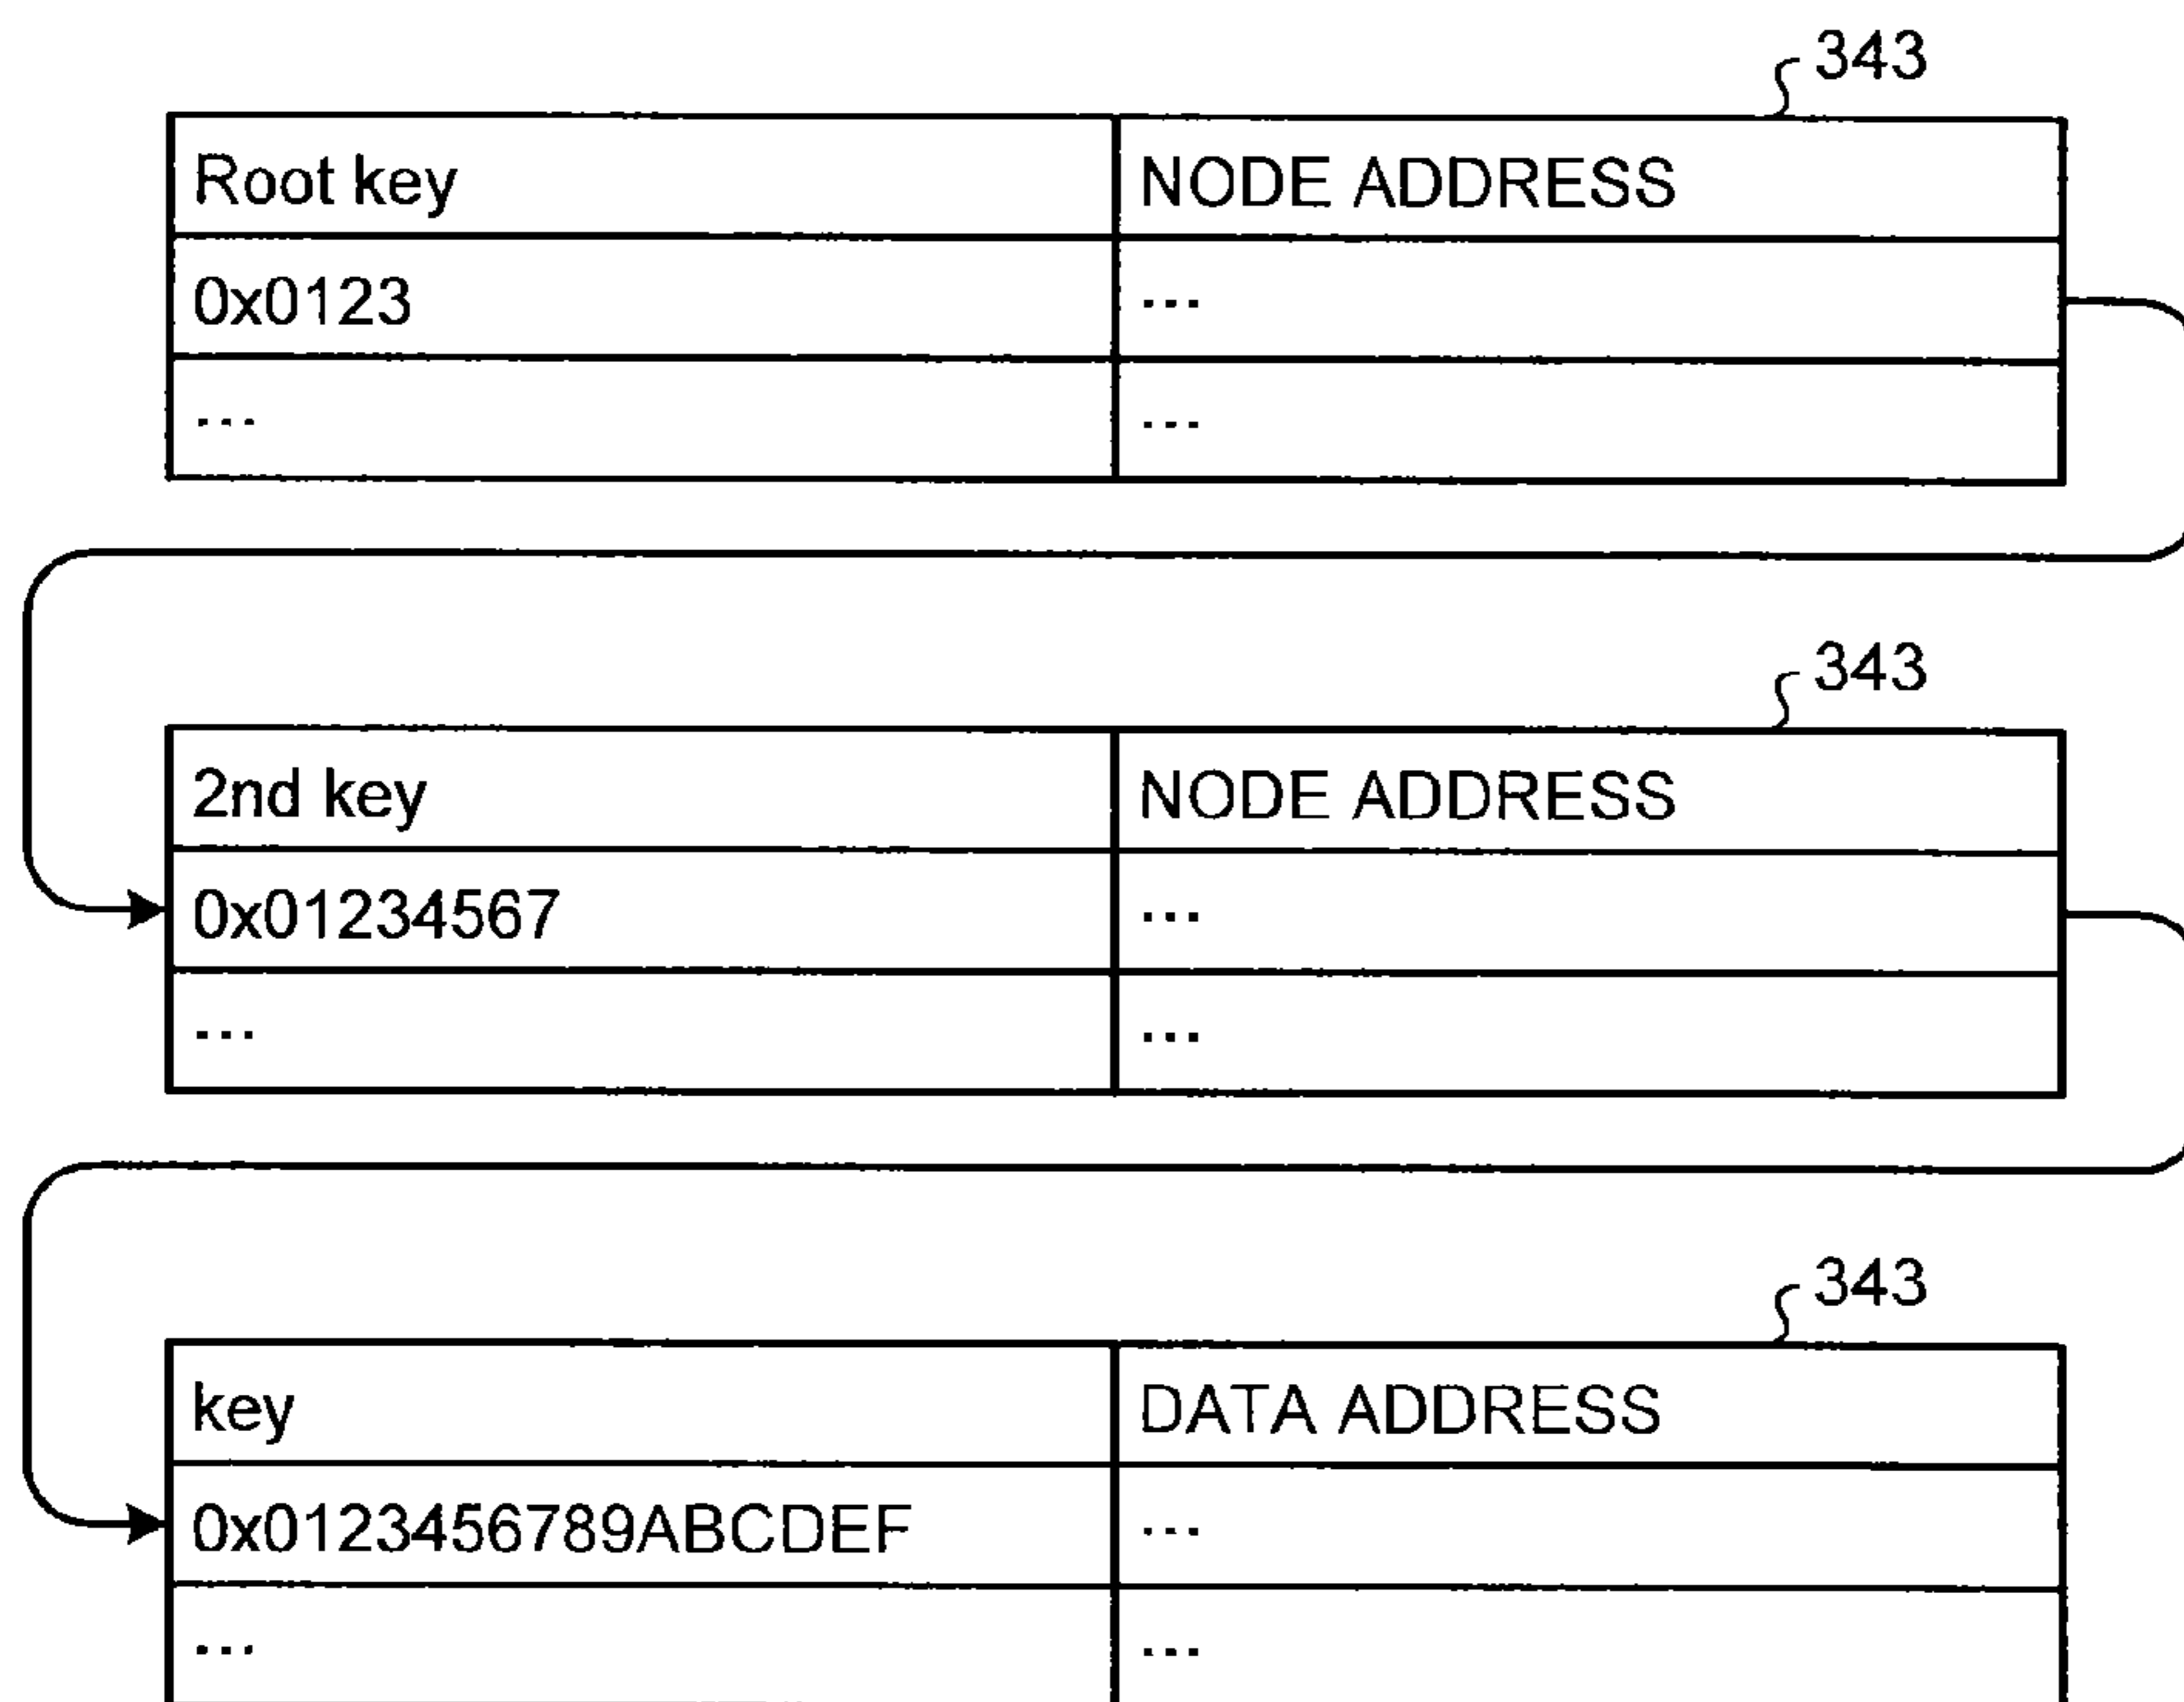 343
Root key NODE ADDRESS
0x0123 ...
... ...
343
2nd key NODE ADDRESS
0x01234567 ...
... ...
343
key DATA ADDRESS
0x0123456789ABCDEF ...
... ...